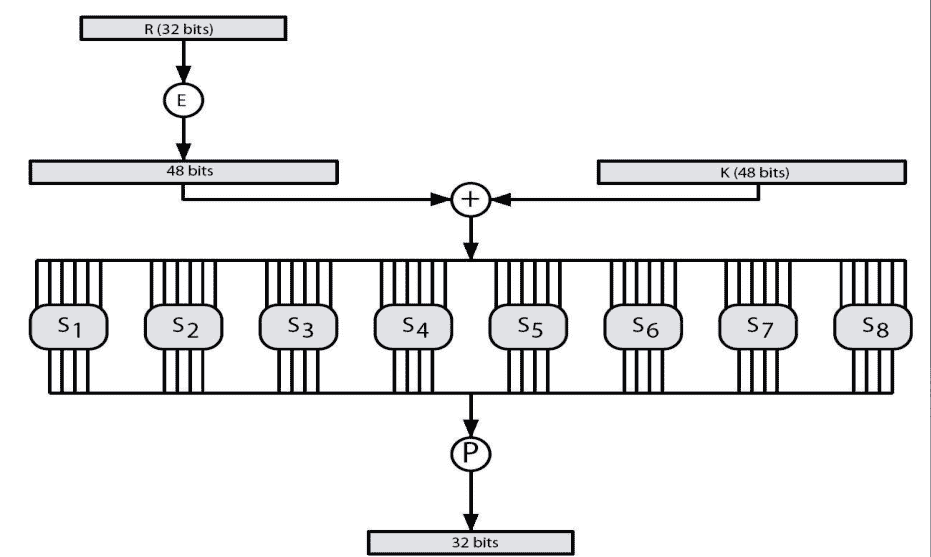 R (32 bits)
E
48 bits
K (48 bits)
+
S1 S2 S3 S4 S5 S6 S7 S8
P
32 bits